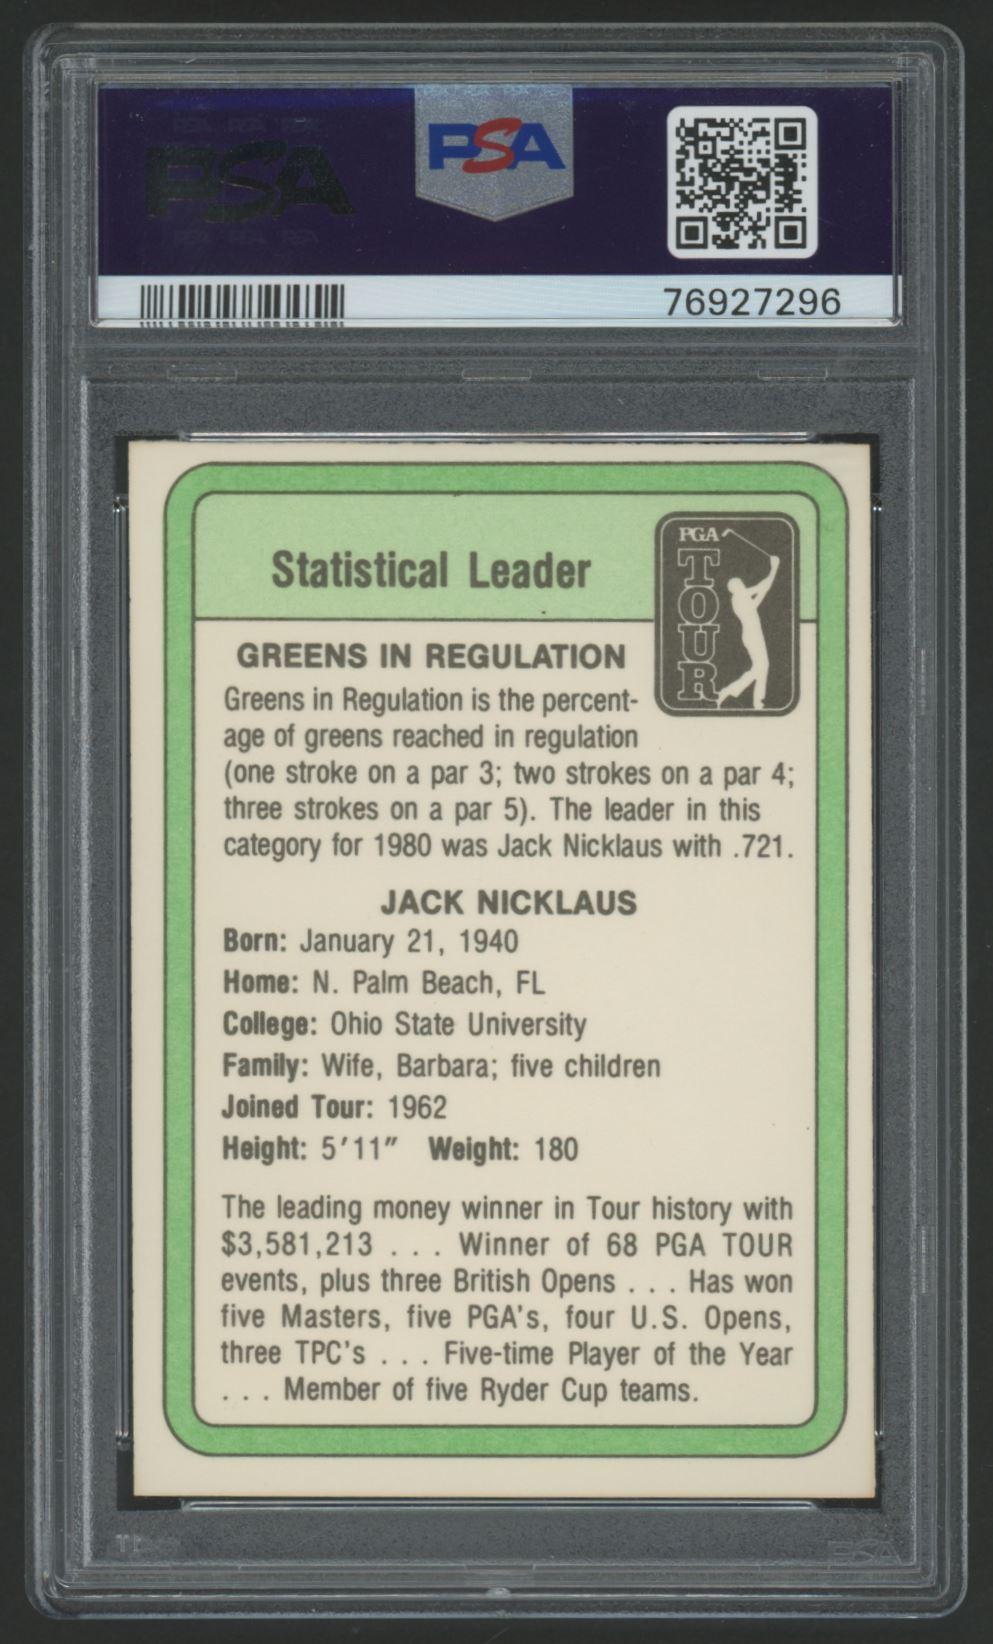 PSA
PSA
76927296
Statistical Leader
PGA
TOUR
GREENS IN REGULATION
Greens in Regulation is the percent-
age of greens reached in regulation
(one stroke on a par 3; two strokes on a par 4;
three strokes on a par 5). The leader in this
category for 1980 was Jack Nicklaus with .721.
JACK NICKLAUS
Born: January 21, 1940
Home: N. Palm Beach, FL
College: Ohio State University
Family: Wife, Barbara; five children
Joined Tour: 1962
Height: 5'11" Weight: 180
The leading money winner in Tour history with
$3,581,213 . . . Winner of 68 PGA TOUR
events, plus three British Opens . . . Has won
five Masters, five PGA's, four U.S. Opens,
three TPC's . . . Five-time Player of the Year
. . . Member of five Ryder Cup teams.
PSA